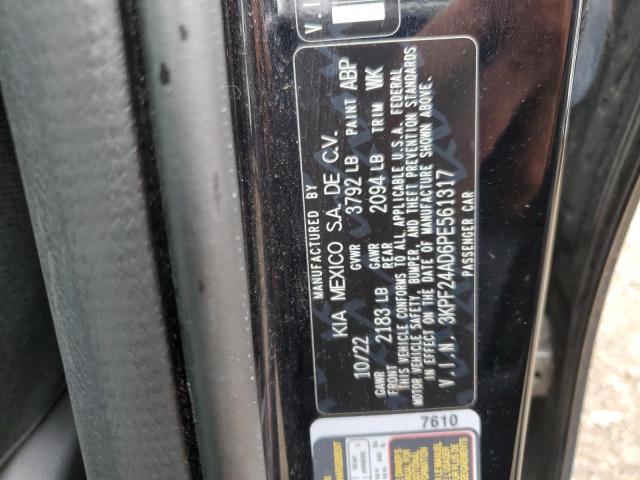 V.I
MANUFACTURED BY
KIA MEXICO S.A. DE C.V.
10/22 GVWR 3792 LB PAINT ABP
GAWR FRONT 2183 LB GAWR REAR 2094 LB TRIM WK
THIS VEHICLE CONFORMS TO ALL APPLICABLE U.S.A. FEDERAL
MOTOR VEHICLE SAFETY, BUMPER, AND THEFT PREVENTION STANDARDS
IN EFFECT ON THE DATE OF MANUFACTURE SHOWN ABOVE.
V.I.N. 3KPF24AD6PE561317
PASSENGER CAR
7610